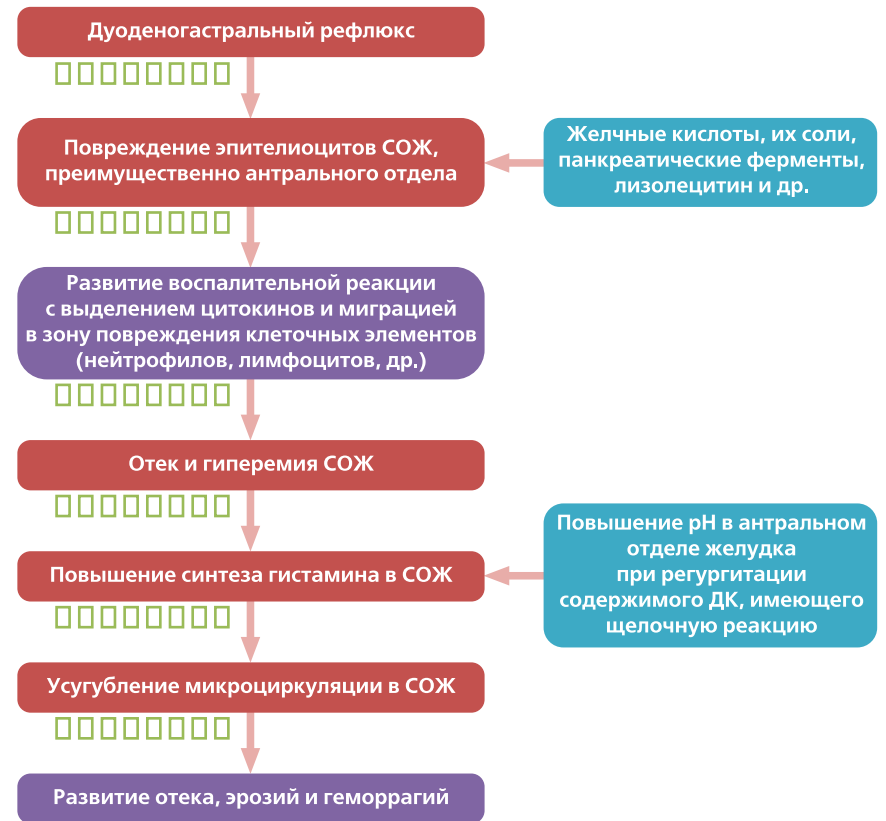 Дуоденогастральный рефлюкс
Повреждение эпителиоцитов СОЖ,
преимущественно антрального отдела
Желчные кислоты, их соли,
панкреатические ферменты,
лизолецитин и др.
Развитие воспалительной реакции
с выделением цитокинов и миграцией
в зону повреждения клеточных элементов
(нейтрофилов, лимфоцитов, др.)
Отек и гиперемия СОЖ
Повышение синтеза гистамина в СОЖ
Повышение pH в антральном
отделе желудка
при регургитации
содержимого ДК, имеющего
щелочную реакцию
Усугубление микроциркуляции в СОЖ
Развитие отека, эрозий и геморрагий